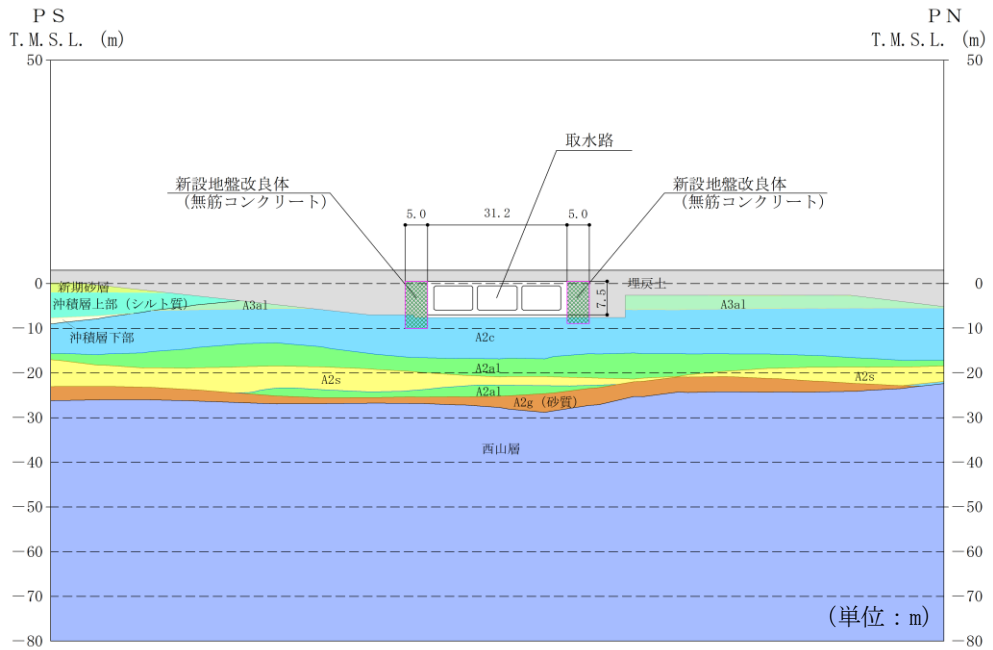 ＰＳ
ＰＮ
T.M.S.L. (m)
T.M.S.L. (m)
50
50
取水路
新設地盤改良体
(無筋コンクリート)
新設地盤改良体
(無筋コンクリート)
5.0
31.2
5.0
0
新期砂層
埋戻土
0
7.5
沖積層上部（シルト質）
A3al
A3al
−10
沖積層下部
A2c
−10
A2al
−20
A2s
A2s
−20
A2al
A2g（砂質）
−30
−30
西山層
−40
−40
−50
−50
−60
−60
−70
−70
(単位：m)
−80
−80